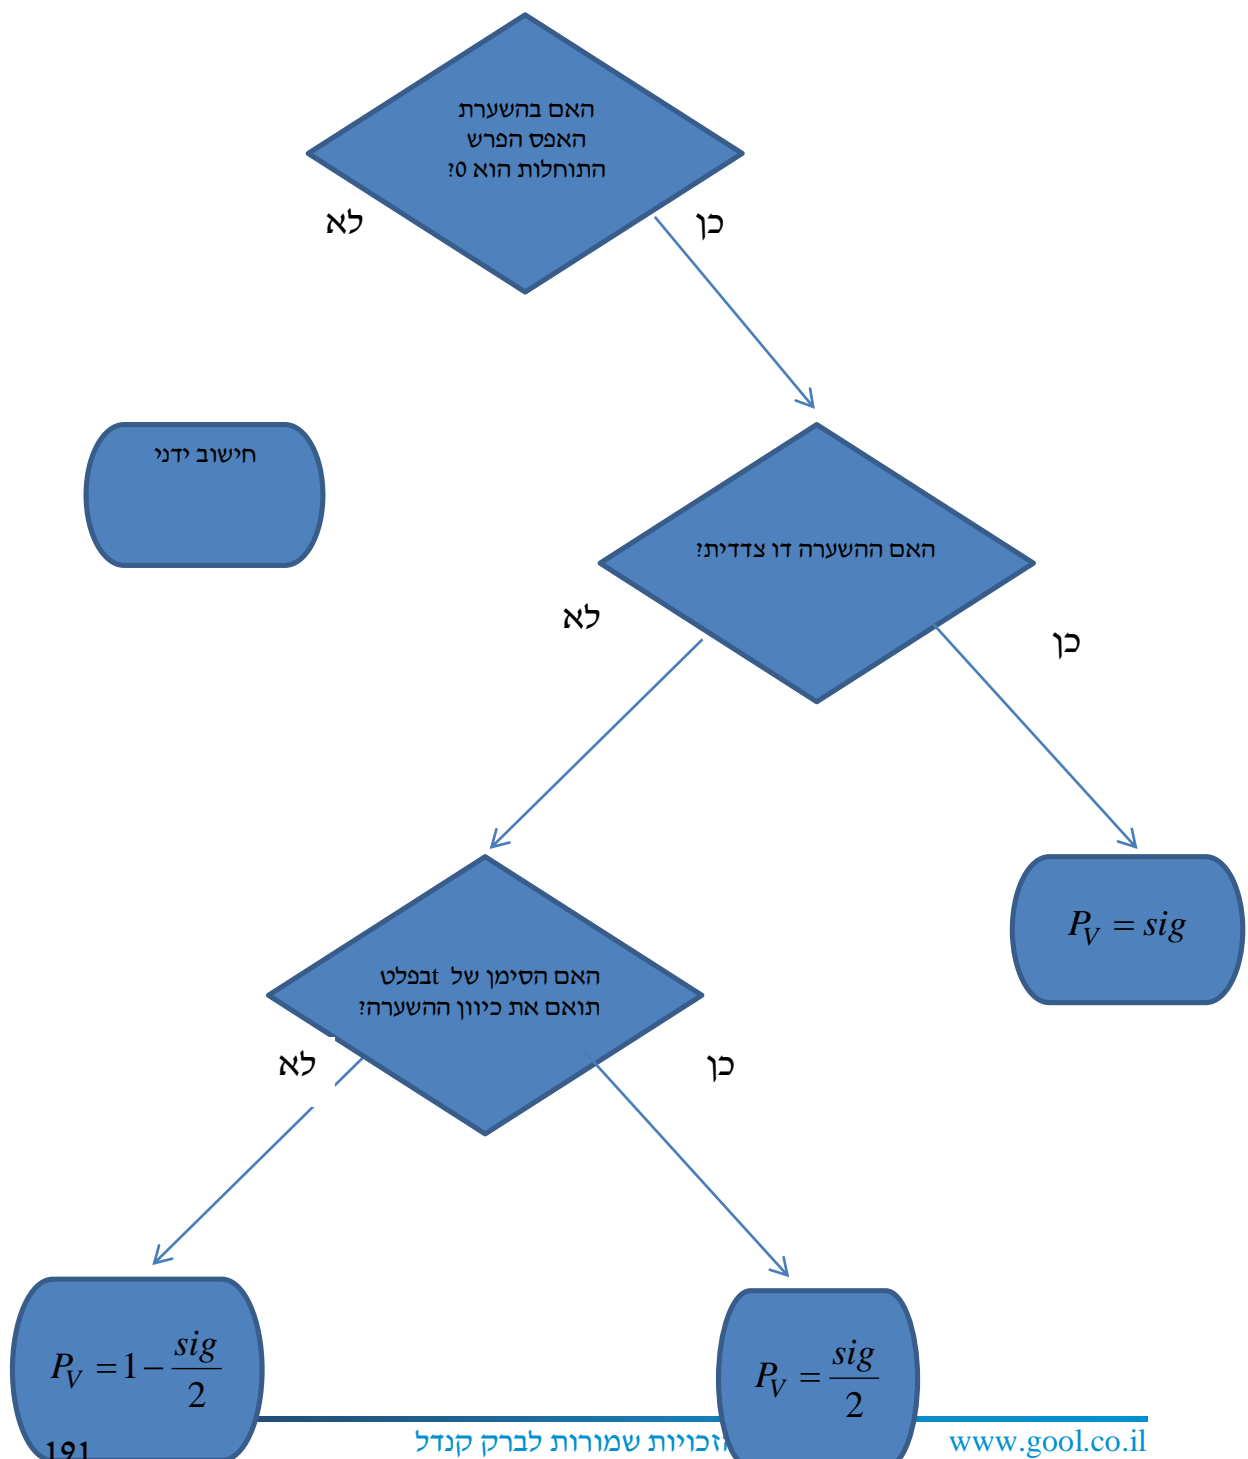 האם בהשערת
האפס הפרש
התוחלות הוא 0?
לא
כן
חישוב ידני
האם ההשערה דו צדדית?
לא
כן
P_V = sig
האם הסימן של tבפלט
תואם את כיוון ההשערה?
לא
כן
P_V = 1 - sig/2
P_V = sig/2
191
שמורות לברק קנדל
www.gool.co.il